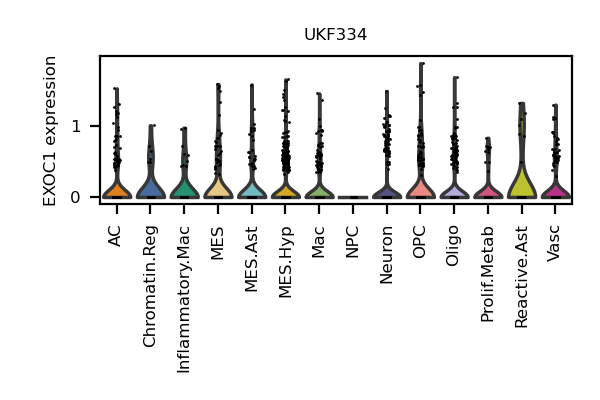 UKF334
EXOC1 expression
1
0
AC
Chromatin.Reg
Inflammatory.Mac
MES
MES.Ast
MES.Hyp
Mac
NPC
Neuron
OPC
Oligo
Prolif.Metab
Reactive.Ast
Vasc